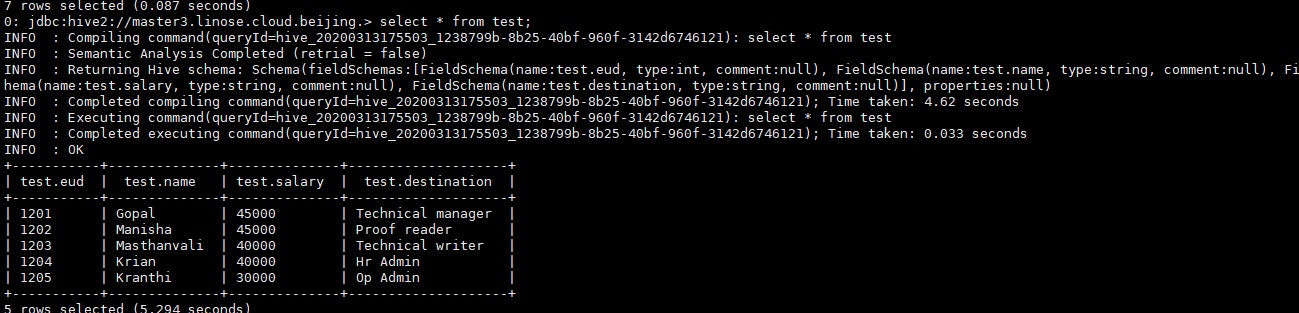 7 rows selected (0.087 seconds)
0: jdbc:hive2://master3.linose.cloud.beijing.> select * from test;
INFO  : Compiling command(queryId=hive_20200313175503_1238799b-8b25-40bf-960f-3142d6746121): select * from test
INFO  : Semantic Analysis Completed (retrial = false)
INFO  : Returning Hive schema: Schema(fieldSchemas:[FieldSchema(name:test.eud, type:int, comment:null), FieldSchema(name:test.name, type:string, comment:null), Fi
hema(name:test.salary, type:string, comment:null), FieldSchema(name:test.destination, type:string, comment:null)], properties:null)
INFO  : Completed compiling command(queryId=hive_20200313175503_1238799b-8b25-40bf-960f-3142d6746121); Time taken: 4.62 seconds
INFO  : Executing command(queryId=hive_20200313175503_1238799b-8b25-40bf-960f-3142d6746121): select * from test
INFO  : Completed executing command(queryId=hive_20200313175503_1238799b-8b25-40bf-960f-3142d6746121); Time taken: 0.033 seconds
INFO  : OK
+-----------+--------------+--------------+--------------------+
| test.eud  |  test.name   | test.salary  |  test.destination  |
+-----------+--------------+--------------+--------------------+
| 1201      | Gopal        | 45000        | Technical manager  |
| 1202      | Manisha      | 45000        | Proof reader       |
| 1203      | Masthanvali  | 40000        | Technical writer   |
| 1204      | Krian        | 40000        | Hr Admin           |
| 1205      | Kranthi      | 30000        | Op Admin           |
+-----------+--------------+--------------+--------------------+
5 rows selected (5.294 seconds)